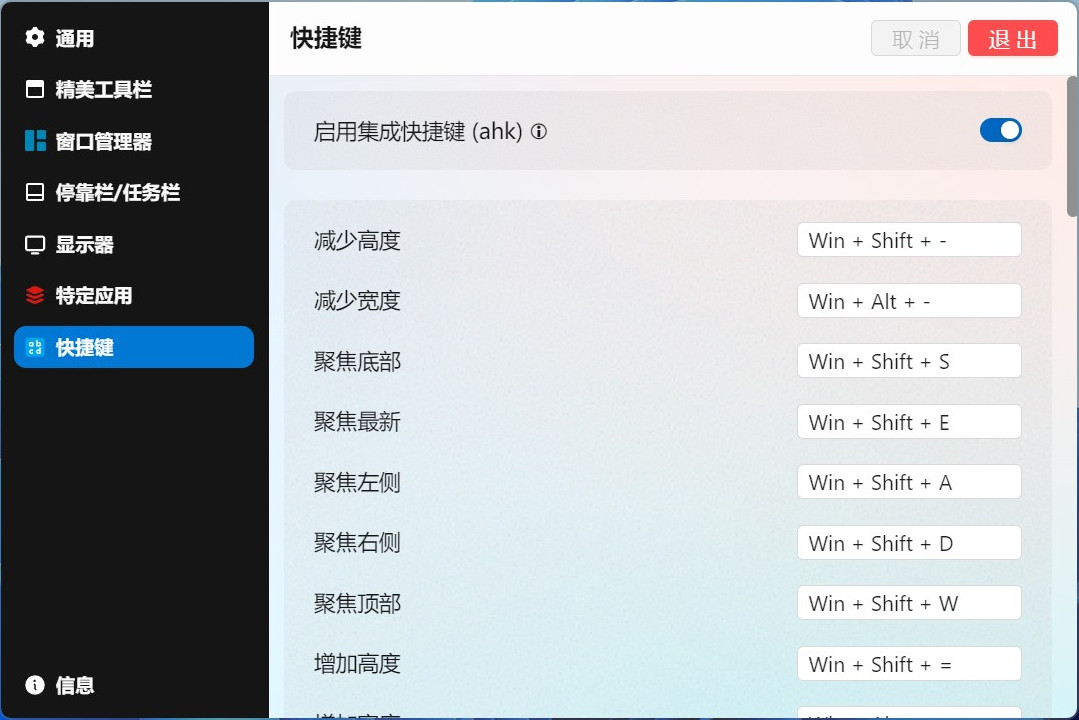 通用
精美工具栏
窗口管理器
停靠栏/任务栏
显示器
特定应用
快捷键
信息
快捷键
取 消
退 出
启用集成快捷键 (ahk)
减少高度 Win + Shift + -
减少宽度 Win + Alt + -
聚焦底部 Win + Shift + S
聚焦最新 Win + Shift + E
聚焦左侧 Win + Shift + A
聚焦右侧 Win + Shift + D
聚焦顶部 Win + Shift + W
增加高度 Win + Shift + =